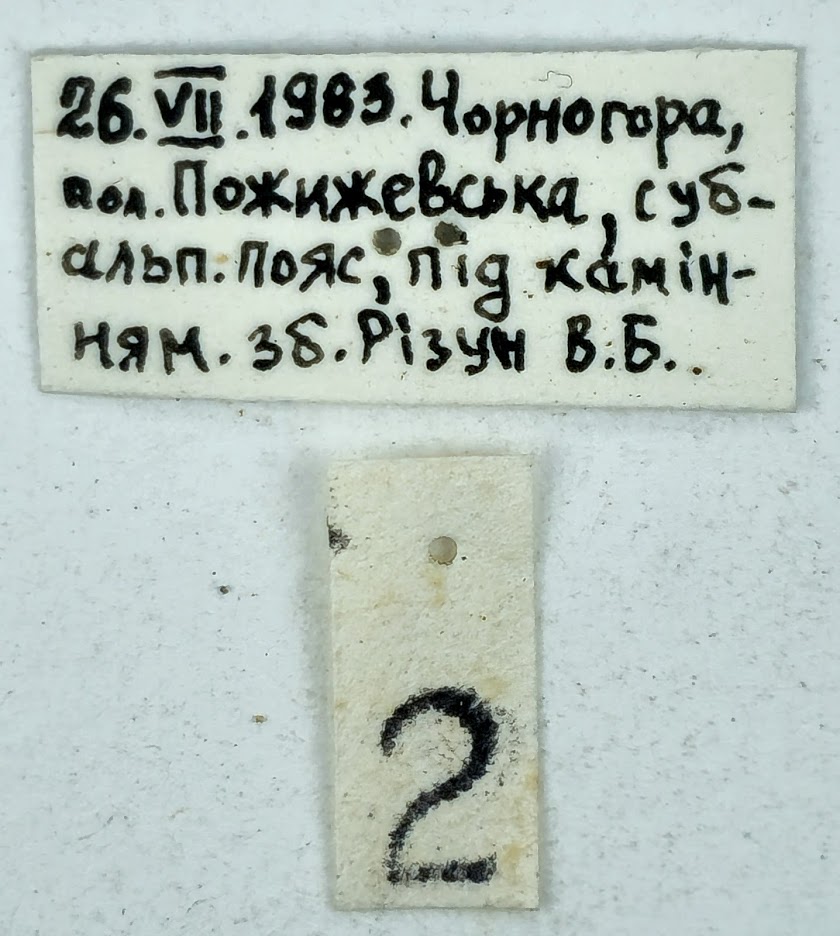 26.VII.1983. Чорногора,
пол. Пожижевська, суб-
альп. пояс, під камін-
ням. зб. Різун В.Б.
2